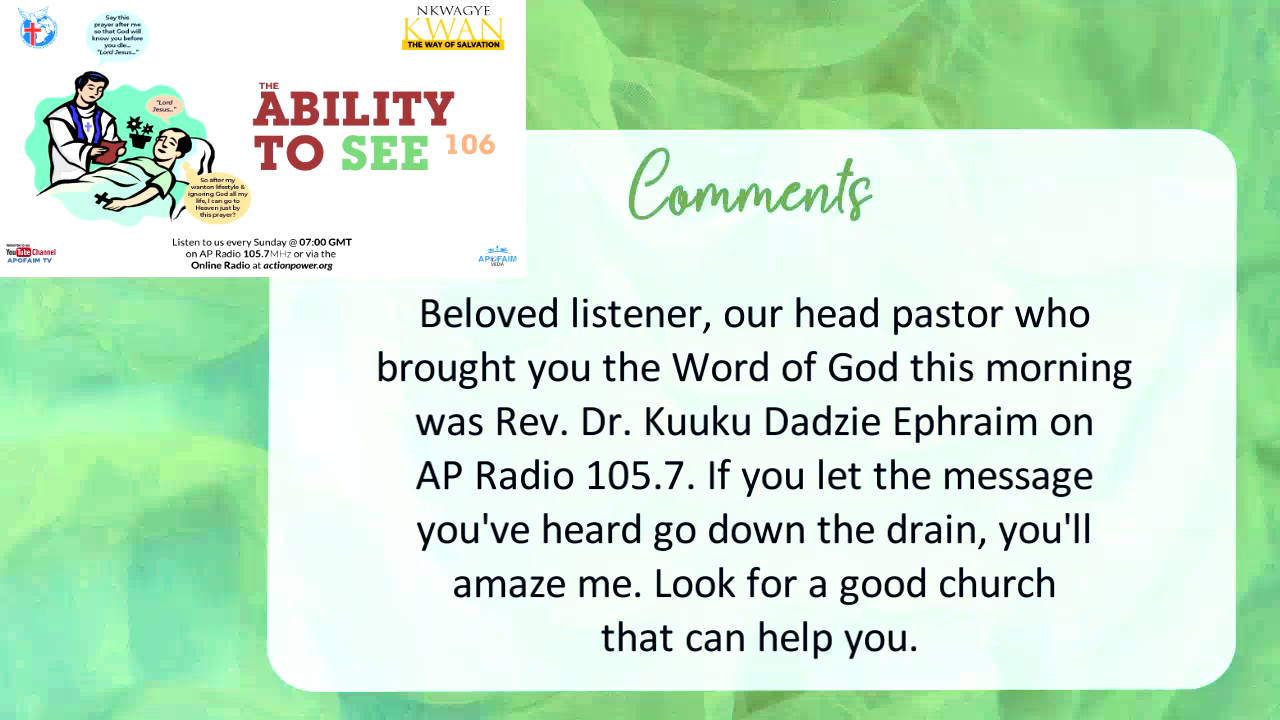 Say this
prayer after me
so that God will
know you before
you die...
"Lord Jesus..."
"Lord
Jesus..."
So after my
wanton lifestyle &
ignoring God all my
life, I can go to
Heaven just by
this prayer?
NKWAGYE
KWAN
THE WAY OF SALVATION
THE
ABILITY
TO SEE 106
Listen to us every Sunday @ 07:00 GMT
on AP Radio 105.7MHz or via the
Online Radio at actionpower.org
YouTube Channel
APOFAIM TV
APOFAIM
MEDIA
Comments
Beloved listener, our head pastor who
brought you the Word of God this morning
was Rev. Dr. Kuuku Dadzie Ephraim on
AP Radio 105.7. If you let the message
you've heard go down the drain, you'll
amaze me. Look for a good church
that can help you.